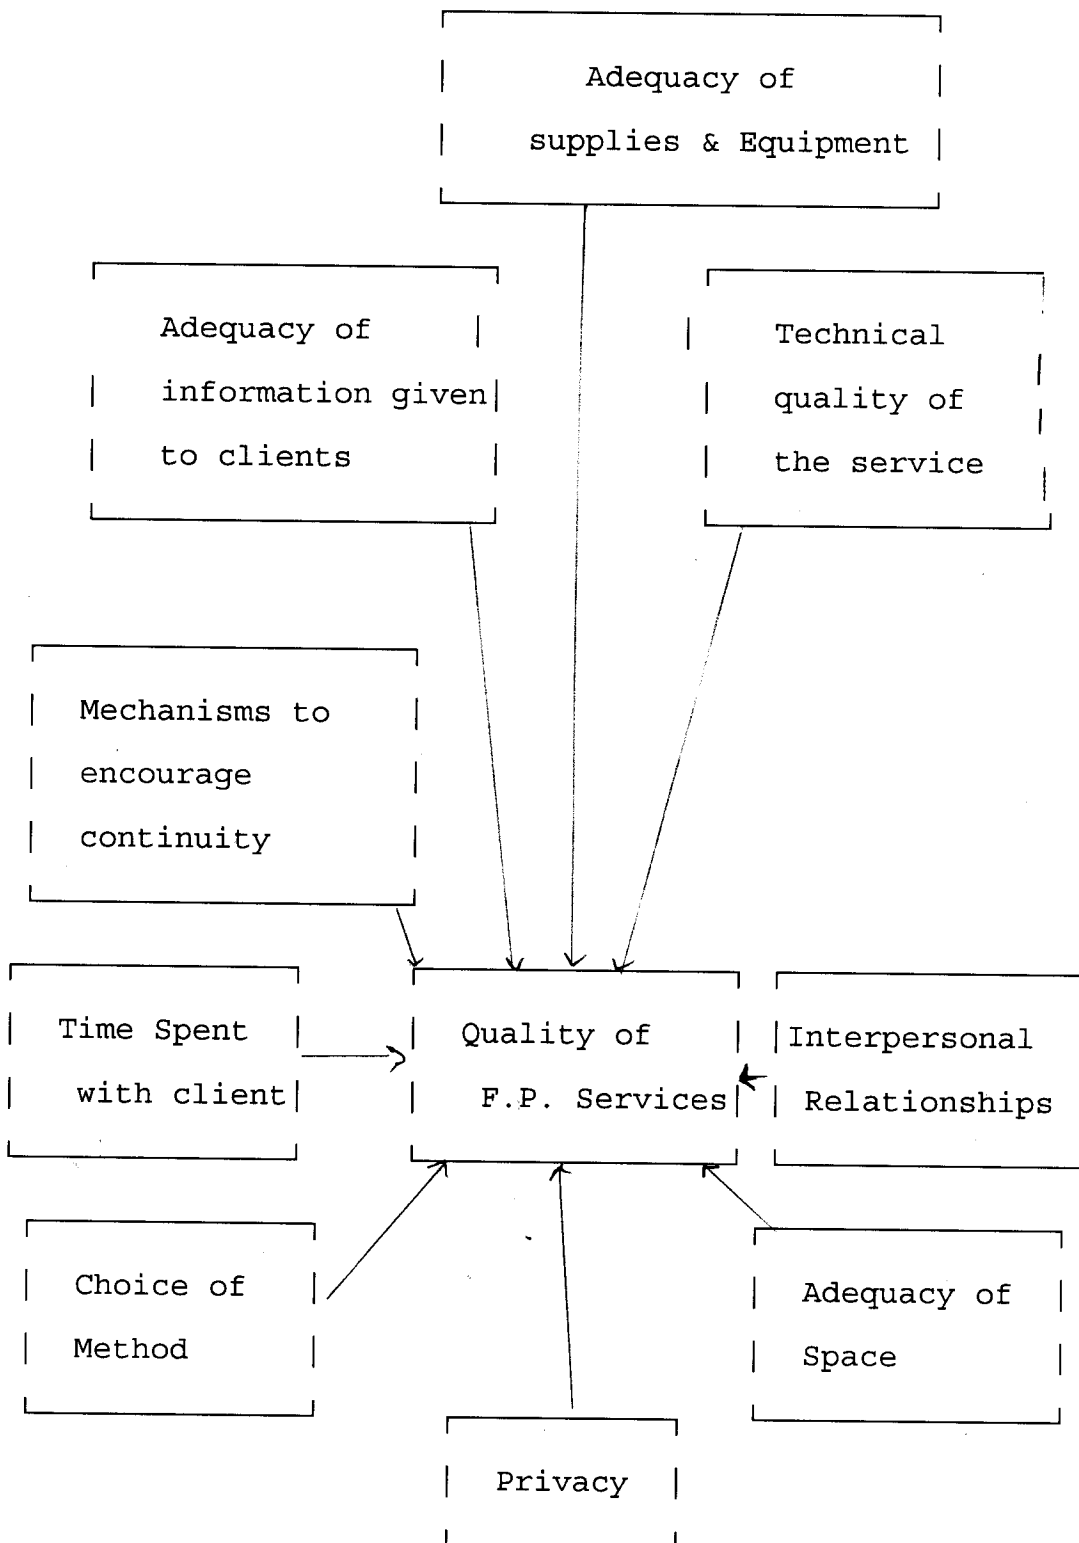 Adequacy of
supplies & Equipment
Adequacy of
information given
to clients
Technical
quality of
the service
Mechanisms to
encourage
continuity
Time Spent
with client
Quality of
F.P. Services
Interpersonal
Relationships
Choice of
Method
Adequacy of
Space
Privacy